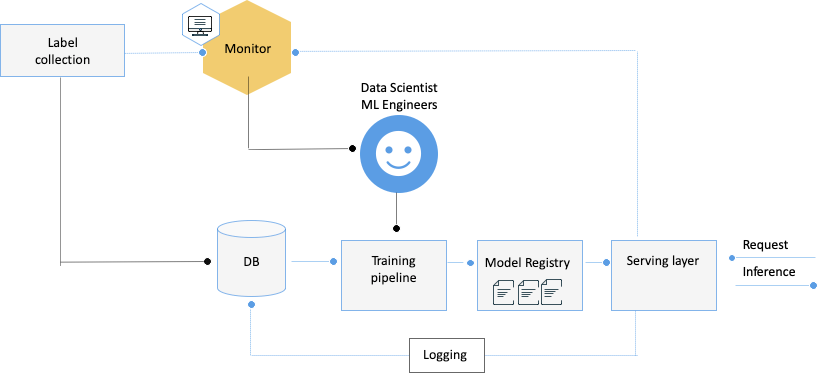 Label
collection
Monitor
Data Scientist
ML Engineers
DB
Training
pipeline
Model Registry
Serving layer
Request
Inference
Logging